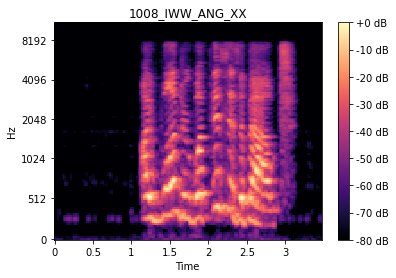 1008_IWW_ANG_XX
+0 dB
8192
-10 dB
4096
-20 dB
-30 dB
2048
-40 dB
Hz
1024
-50 dB
512
-60 dB
-70 dB
0
-80 dB
0 0.5 1 1.5 2 2.5 3
Time